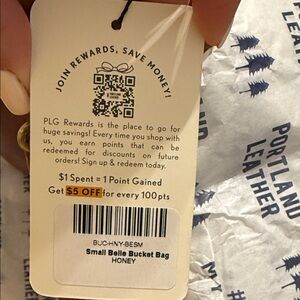 JOIN REWARDS, SAVE MONEY!
PLG Rewards is the place to go for
huge savings! Every time you shop with
us, you earn points that can be
redeemed for discounts on future
orders! Sign up & redeem today.
$1 Spent = 1 Point Gained
Get $5 OFF for every 100pts
BUC-HNY-BESM
Small Belle Bucket Bag
HONEY
PORTLAND
LEATHER
LAND